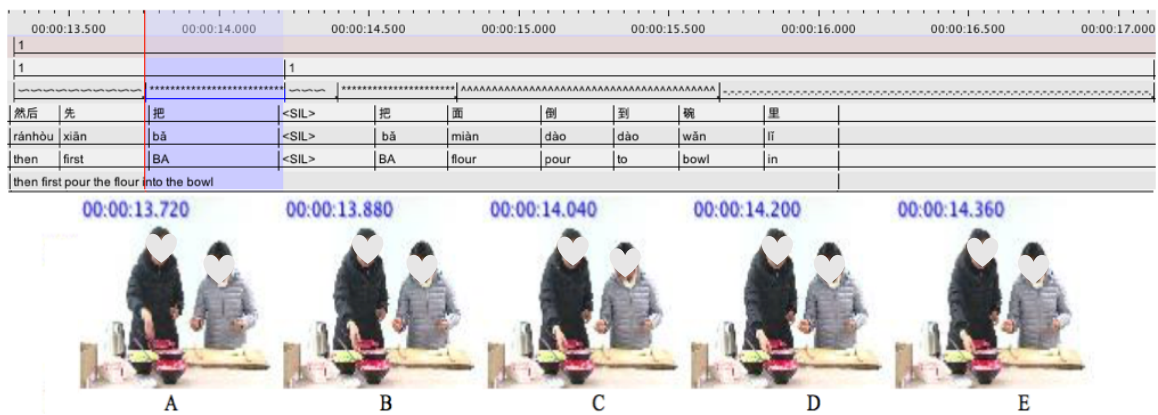 00:00:13.500 00:00:14.000 00:00:14.500 00:00:15.000 00:00:15.500 00:00:16.000 00:00:16.500 00:00:17.000
1
1 1
~~~~~~~~~~~ ************************** ~~~ ********************** ^^^^^^^^^^^^^^^^^^^^^^^^^^^^^^^^^^^^^^^^^^ -.-.-.-.-.-.-.-.-.-.-.-.-.-.-.-.-.-.-.-.-.-.-.-.-.-.-.-.-.-.
然后 先 把 <SIL> 把 面 倒 到 碗 里
ránhòu xiān bă <SIL> bă miàn dào dào wăn lĭ
then first BA <SIL> BA flour pour to bowl in
then first pour the flour into the bowl
00:00:13.720 00:00:13.880 00:00:14.040 00:00:14.200 00:00:14.360
A B C D E